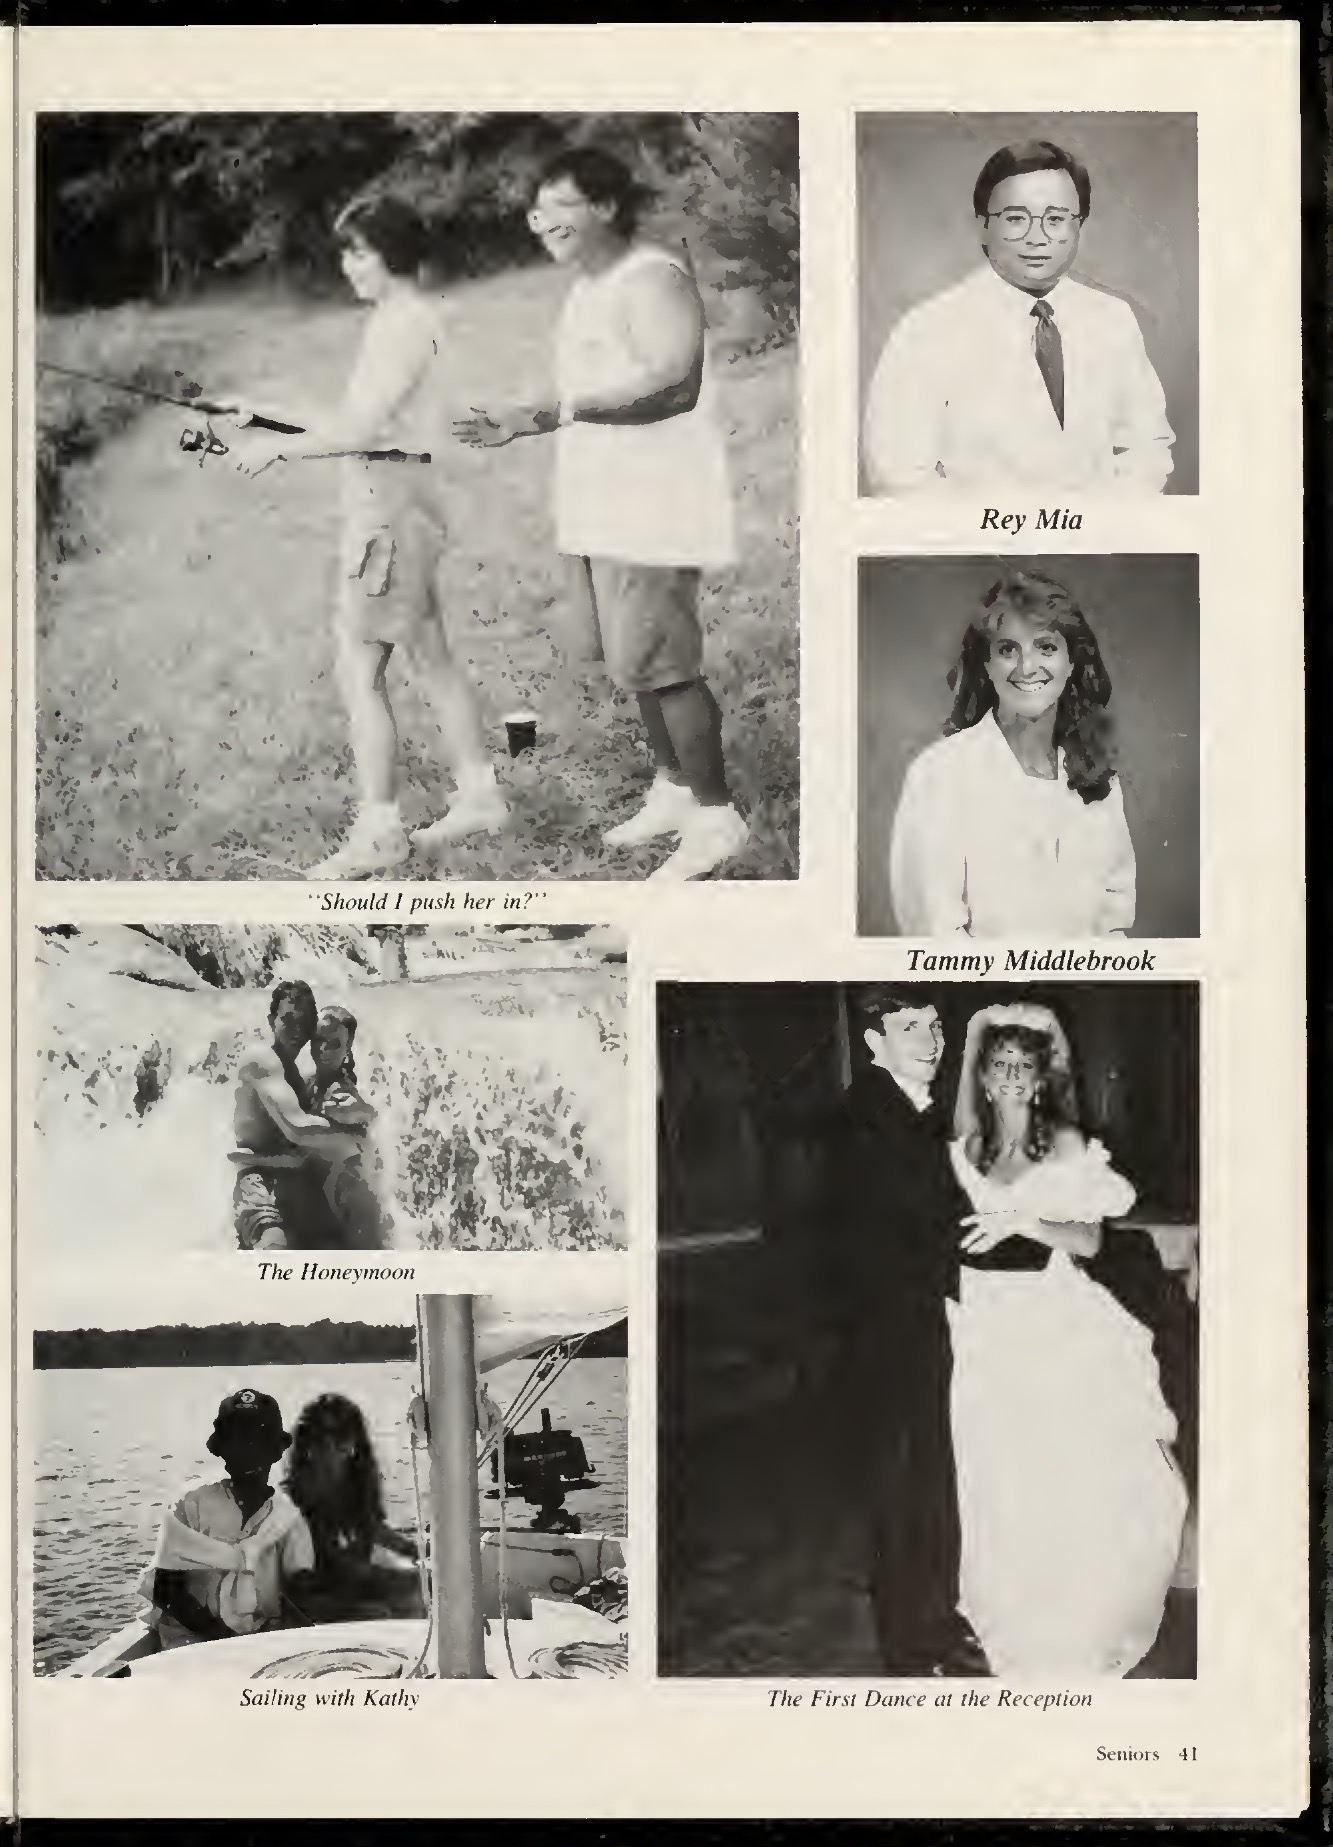 "Should I push her in?"
Rey Mia
Tammy Middlebrook
The Honeymoon
Sailing with Kathy
The First Dance at the Reception
Seniors 41